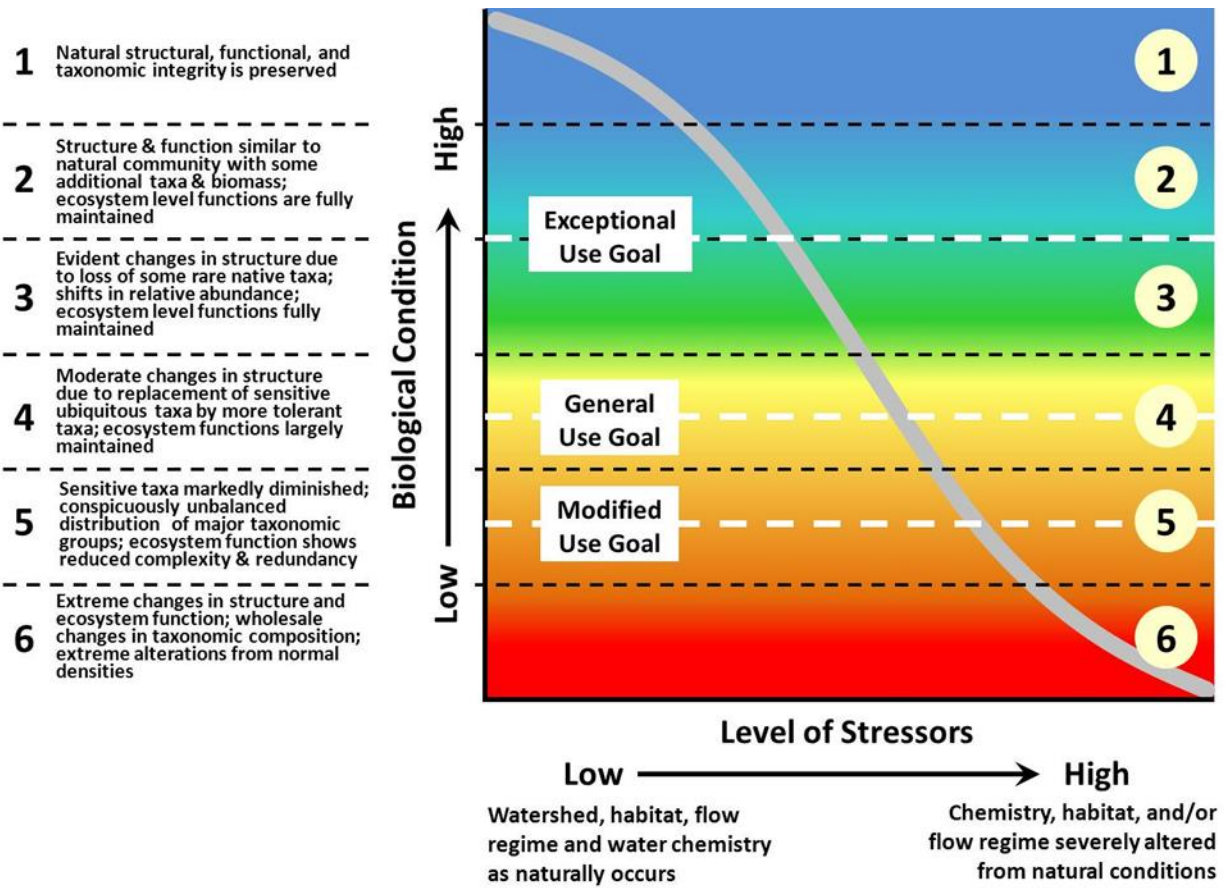 1
Natural structural, functional, and
taxonomic integrity is preserved
2
Structure & function similar to
natural community with some
additional taxa & biomass;
ecosystem level functions are fully
maintained
3
Evident changes in structure due
to loss of some rare native taxa;
shifts in relative abundance;
ecosystem level functions fully
maintained
4
Moderate changes in structure
due to replacement of sensitive
ubiquitous taxa by more tolerant
taxa; ecosystem functions largely
maintained
5
Sensitive taxa markedly diminished;
conspicuously unbalanced
distribution of major taxonomic
groups; ecosystem function shows
reduced complexity & redundancy
6
Extreme changes in structure and
ecosystem function; wholesale
changes in taxonomic composition;
extreme alterations from normal
densities
Biological Condition
Low
High
Exceptional
Use Goal
General
Use Goal
Modified
Use Goal
1
2
3
4
5
6
Level of Stressors
Low
High
Watershed, habitat, flow
regime and water chemistry
as naturally occurs
Chemistry, habitat, and/or
flow regime severely altered
from natural conditions